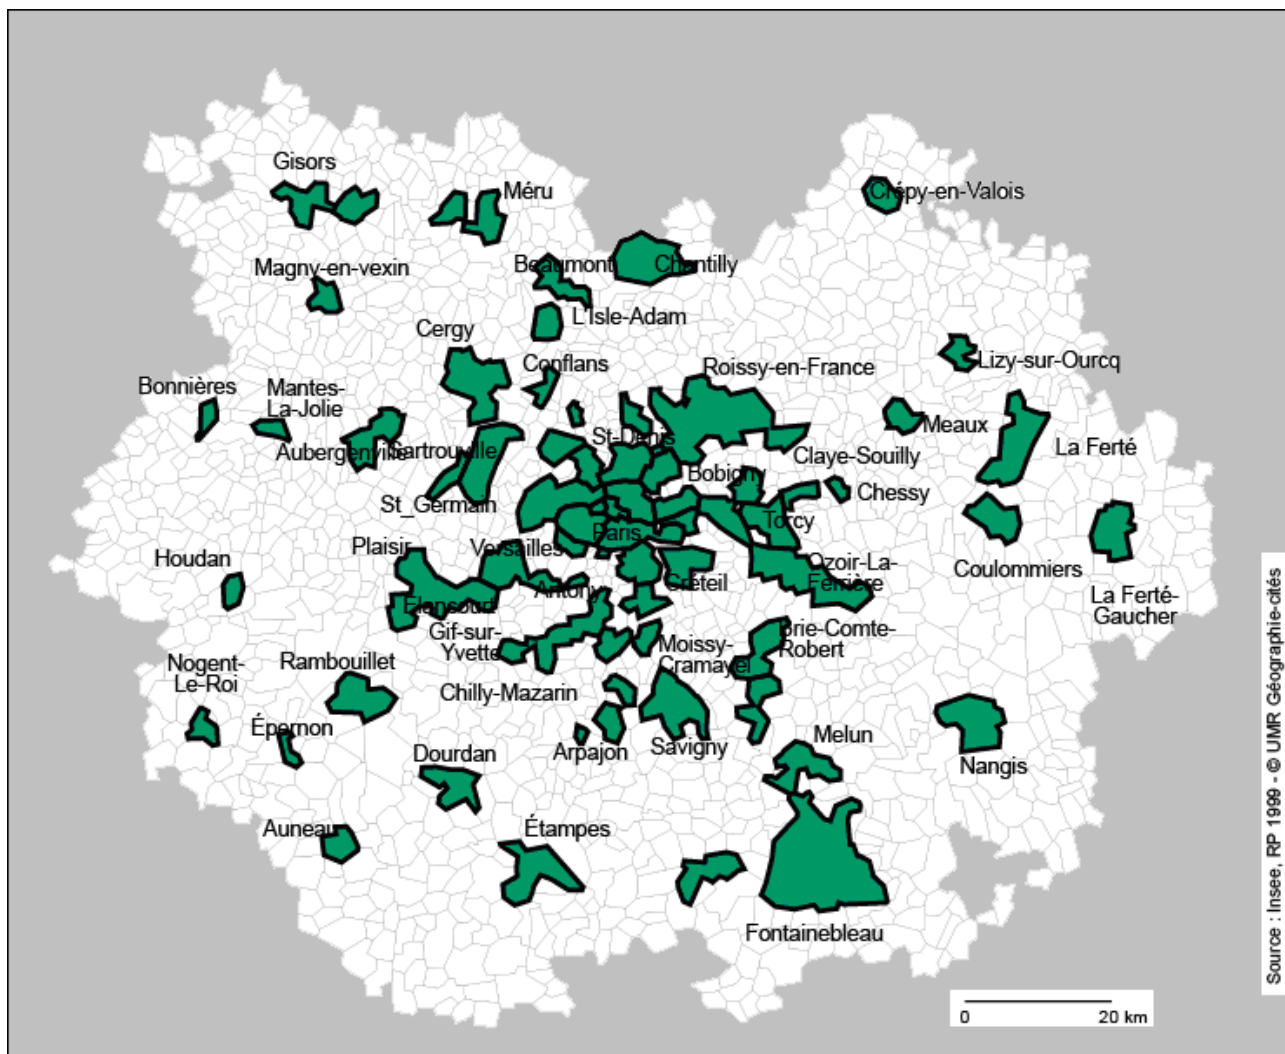 Gisors
Méru
Crépy-en-Valois
Magny-en-vexin
Beaumont
Chantilly
L'Isle-Adam
Cergy
Conflans
Roissy-en-France
Lizy-sur-Ourcq
Bonnières
Mantes-
La-Jolie
Aubergenville
Sartrouville
St-Denis
Meaux
La Ferté
Claye-Souilly
Bobigny
Chessy
St_Germain
Torcy
Paris
Plaisir
Versailles
Houdan
Antony
Créteil
Ozoir-La-
Ferrière
Coulommiers
La Ferté-
Gaucher
Elancourt
Gif-sur-
Yvette
Brie-Comte-
Robert
Moissy-
Cramayel
Nogent-
Le-Roi
Rambouillet
Chilly-Mazarin
Épernon
Dourdan
Arpajon
Savigny
Melun
Nangis
Auneau
Étampes
Fontainebleau
0 20 km
Source : Insee, RP 1999 - © UMR Géographie-cités